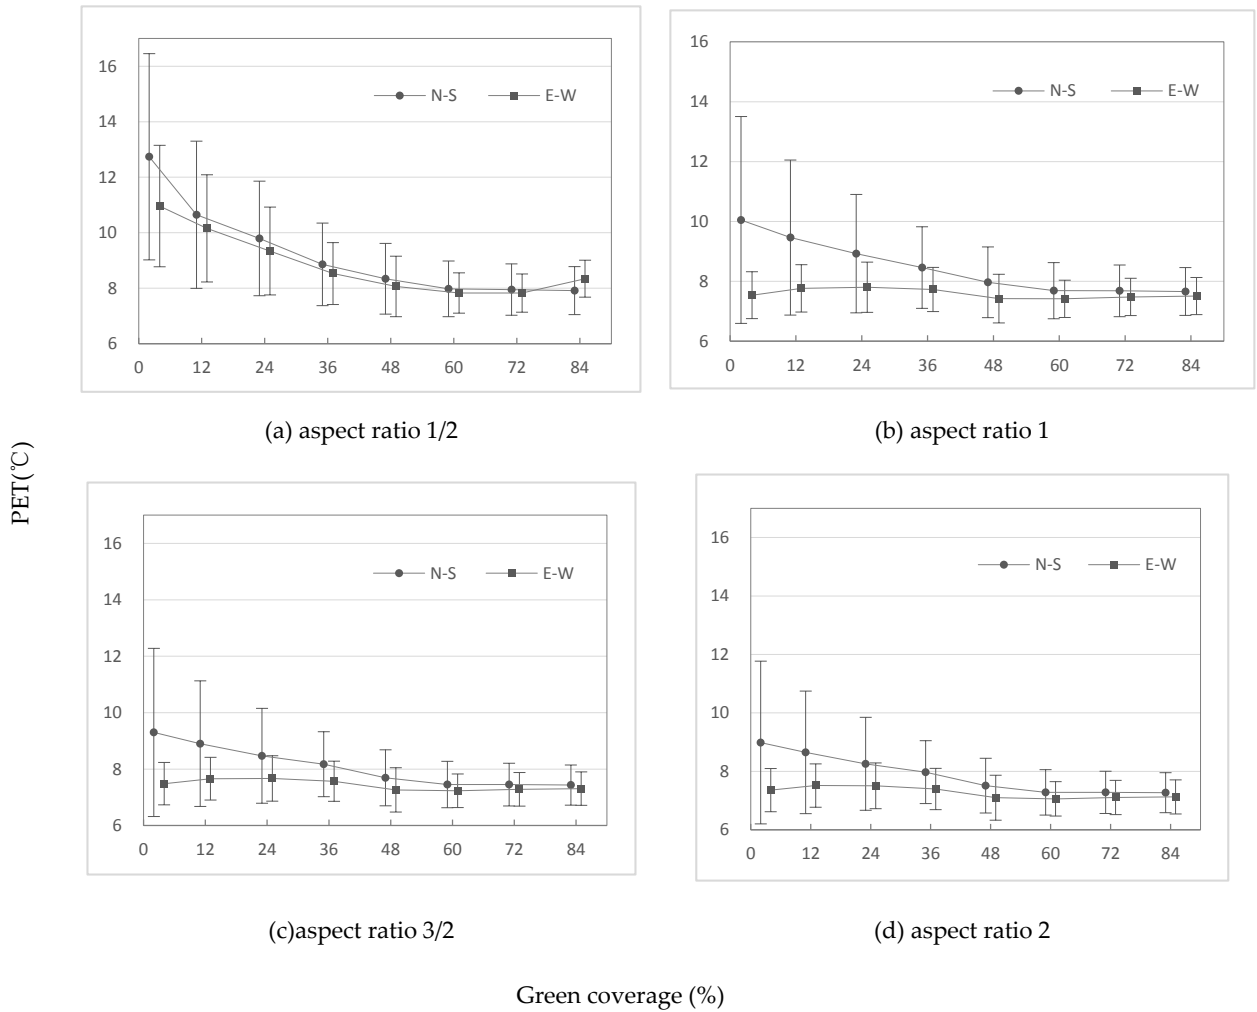 16
14
12
10
8
6
0 12 24 36 48 60 72 84
N-S E-W
(a) aspect ratio 1/2
16
14
12
10
8
6
0 12 24 36 48 60 72 84
N-S E-W
(b) aspect ratio 1
PET(℃)
16
14
12
10
8
6
0 12 24 36 48 60 72 84
N-S E-W
(c)aspect ratio 3/2
16
14
12
10
8
6
0 12 24 36 48 60 72 84
N-S E-W
(d) aspect ratio 2
Green coverage (%)